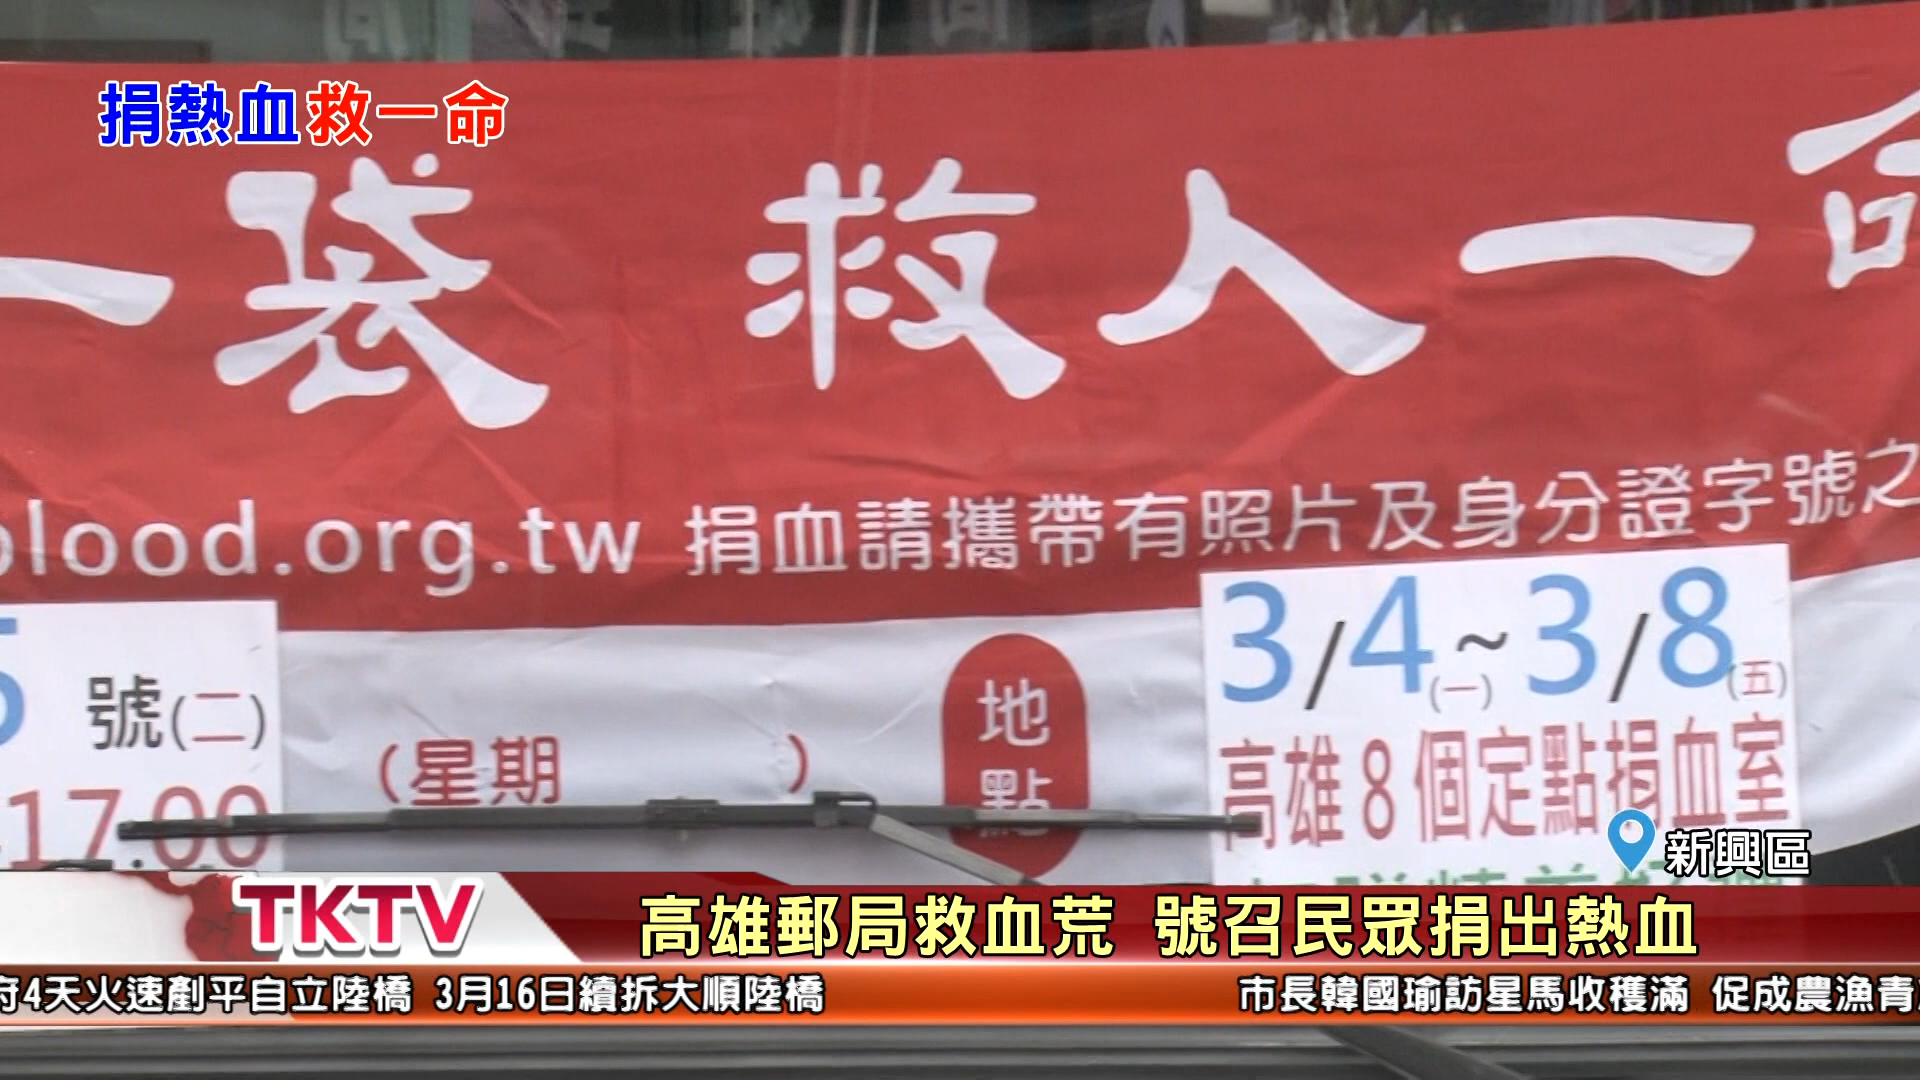 捐熱血救一命
一袋 救人一命
blood.org.tw 捐血請攜帶有照片及身分證字號之
3/4(一)~3/8(五)
5 號(二)
(星期 )
地點
高雄8個定點捐血室
17.00
新興區
TKTV
高雄郵局救血荒 號召民眾捐出熱血
府4天火速剷平自立陸橋 3月16日續拆大順陸橋
市長韓國瑜訪星馬收穫滿 促成農漁青